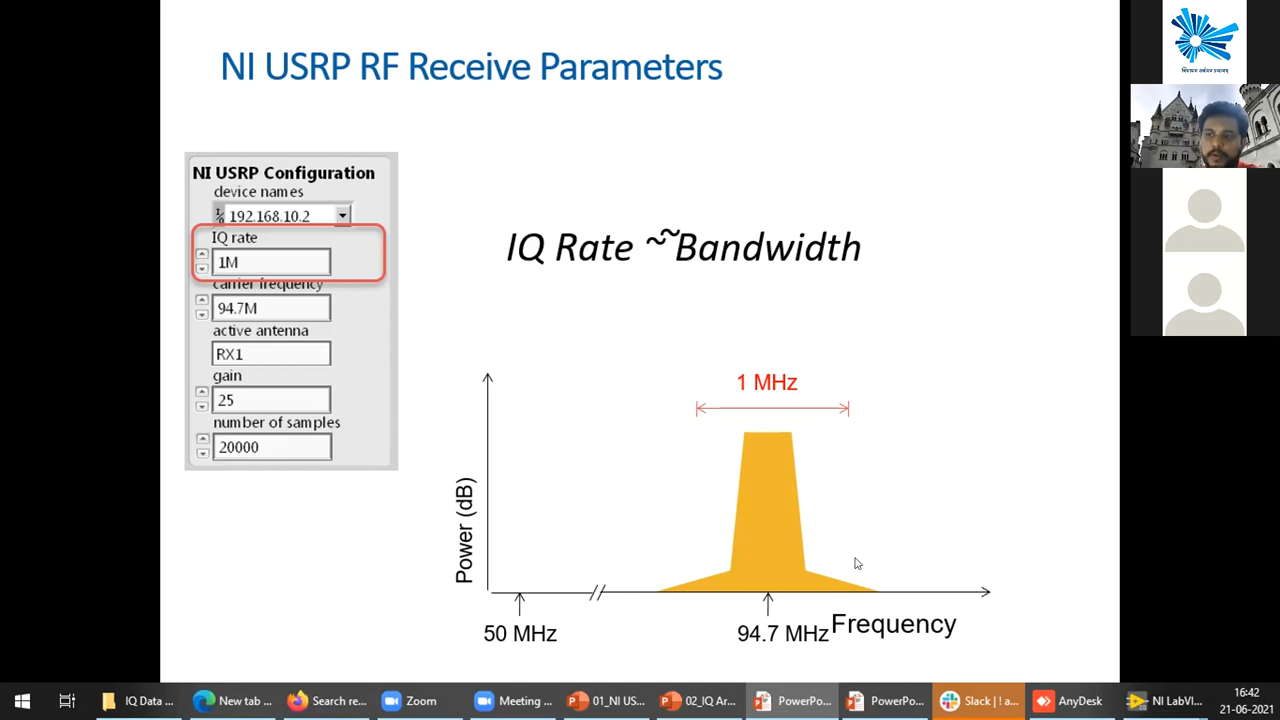 NI USRP RF Receive Parameters
NI USRP Configuration
device names
192.168.10.2
IQ rate
1M
carrier frequency
94.7M
active antenna
RX1
gain
25
number of samples
20000
IQ Rate ~~Bandwidth
1 MHz
Power (dB)
50 MHz
94.7 MHz
Frequency
IQ Data ...
New tab ...
Search re...
Zoom
Meeting ...
01_NI US...
02_IQ Ar...
PowerPo...
PowerPo...
Slack | ! a...
AnyDesk
NI LabVI...
16:42
21-06-2021